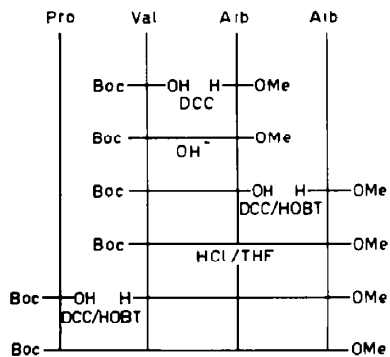 Pro Val Aib Aib
Boc OH H OMe
DCC
Boc OMe
OH⁻
Boc OH H OMe
DCC/HOBT
Boc OMe
HCl/THF
Boc OH H OMe
DCC/HOBT
Boc OMe